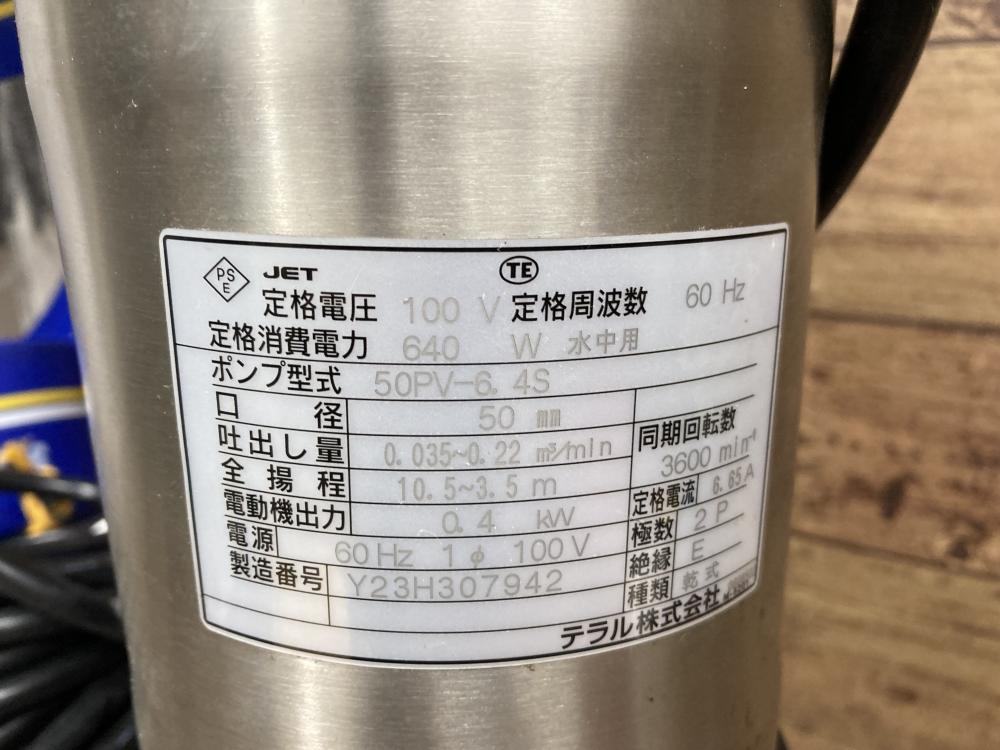 PSE JET TE
定格電圧 100 V 定格周波数 60 Hz
定格消費電力 640 W 水中用
ポンプ型式 50PV-6.4S
口径 50 mm
吐出し量 0.035~0.22 m³/min
全揚程 10.5~3.5 m
電動機出力 0.4 kW
電源 60Hz 1φ 100V
製造番号 Y23H307942
同期回転数
3600 min⁻¹
定格電流 6.65A
極数 2P
絶縁 E
種類 乾式
テラル株式会社